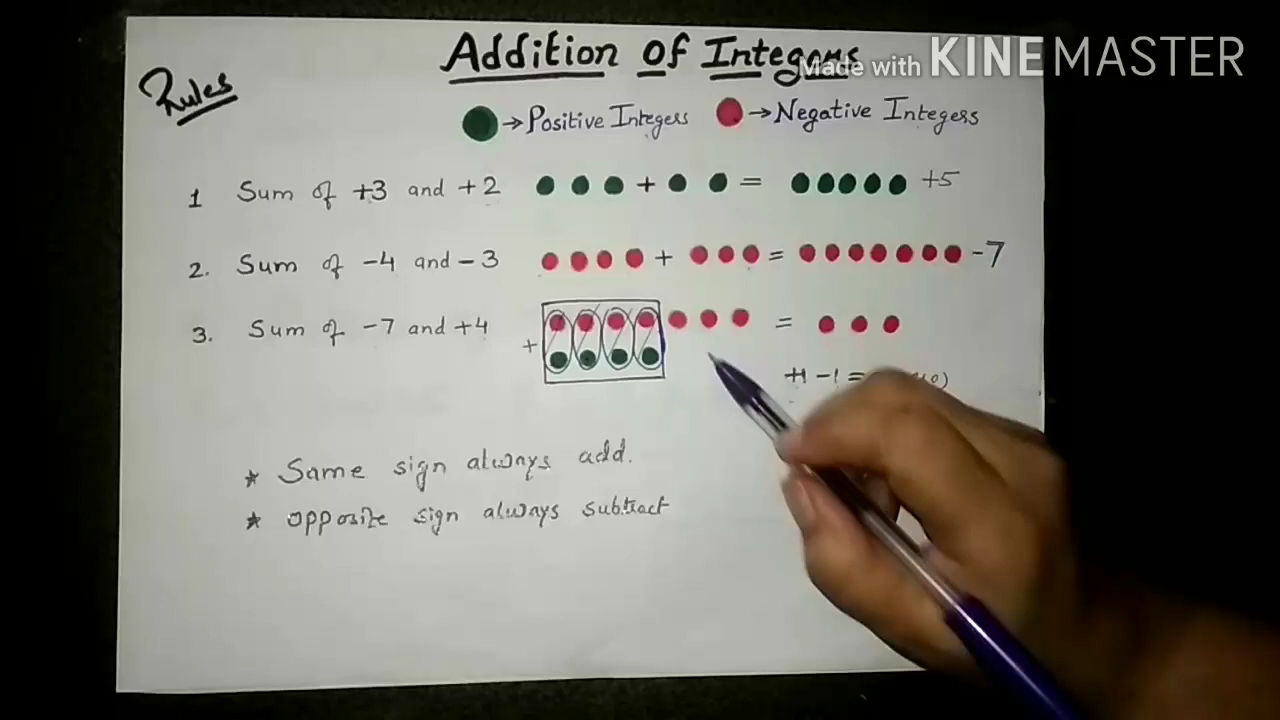 Addition of Integers
Made with KINEMASTER
Rules
→ Positive Integers → Negative Integers
1 Sum of +3 and +2 + = +5
2. Sum of -4 and -3 + = -7
3. Sum of -7 and +4 + =
+1 -1 =
* Same sign always add.
* opposite sign always subtract